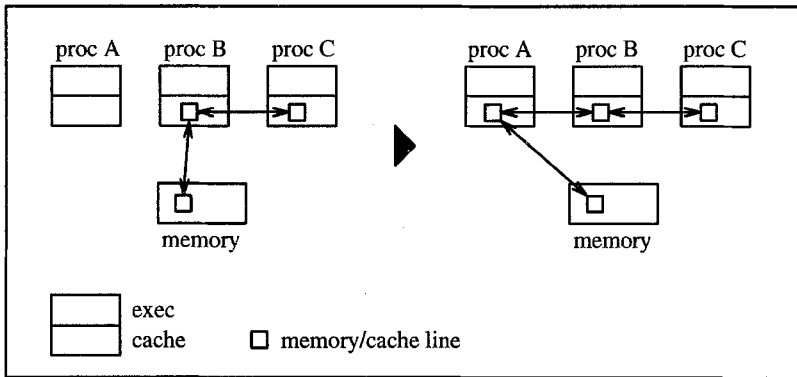 proc A proc B proc C
proc A proc B proc C
memory
memory
exec
cache
memory/cache line